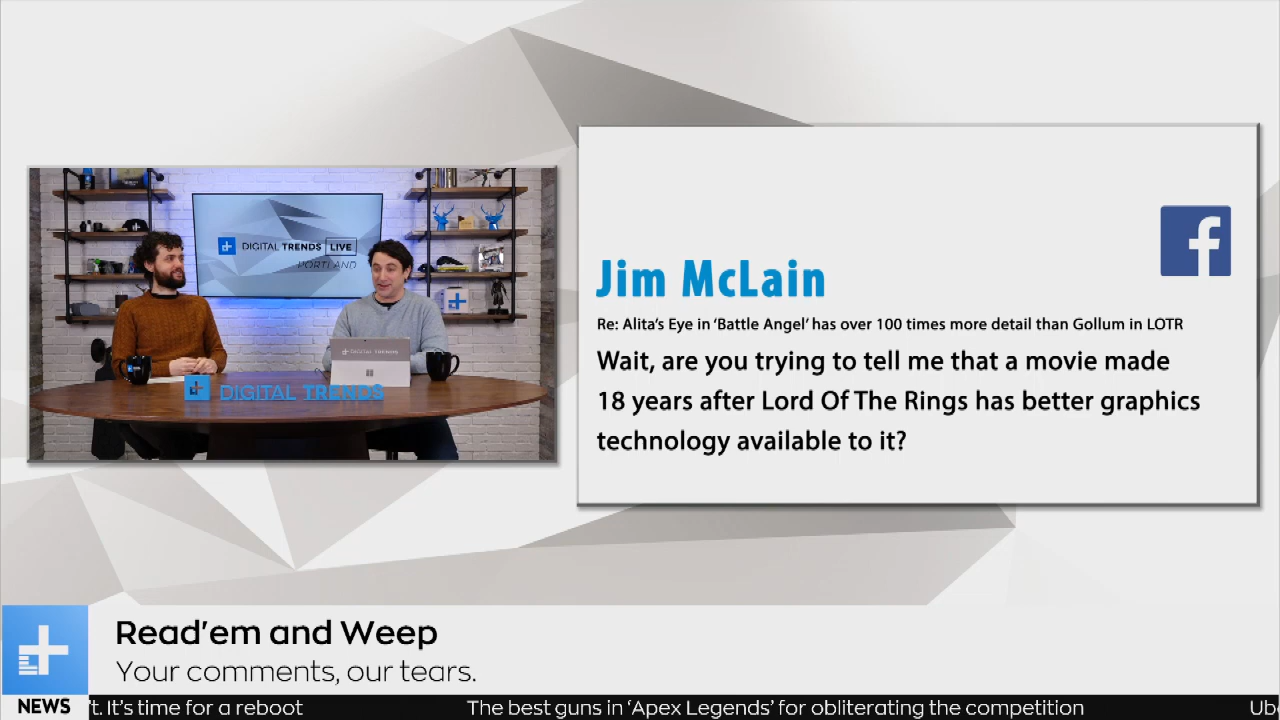 DIGITAL TRENDS LIVE
PORTLAND
DIGITAL TRENDS
DIGITAL TRENDS
Jim McLain
Re: Alita's Eye in 'Battle Angel' has over 100 times more detail than Gollum in LOTR
Wait, are you trying to tell me that a movie made
18 years after Lord Of The Rings has better graphics
technology available to it?
Read'em and Weep
Your comments, our tears.
NEWS
't. It's time for a reboot The best guns in 'Apex Legends' for obliterating the competition Ub